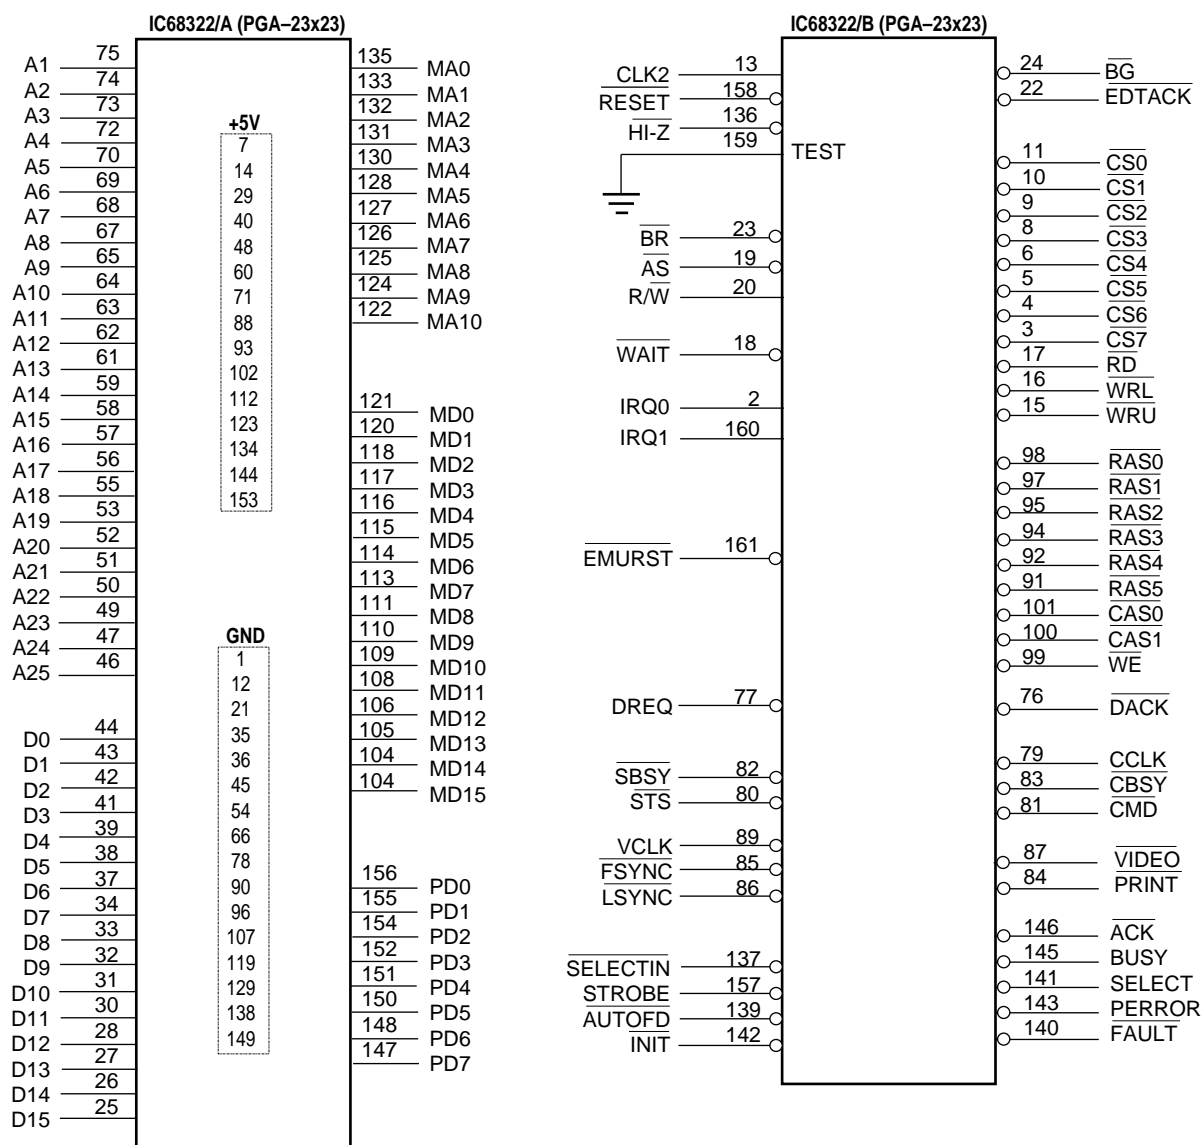 IC68322/A (PGA–23x23)
A1 75
A2 74
A3 73
A4 72
A5 70
A6 69
A7 68
A8 67
A9 65
A10 64
A11 63
A12 62
A13 61
A14 59
A15 58
A16 57
A17 56
A18 55
A19 53
A20 52
A21 51
A22 50
A23 49
A24 47
A25 46
D0 44
D1 43
D2 42
D3 41
D4 39
D5 38
D6 37
D7 34
D8 33
D9 32
D10 31
D11 30
D12 28
D13 27
D14 26
D15 25
+5V
7
14
29
40
48
60
71
88
93
102
112
123
134
144
153
GND
1
12
21
35
36
45
54
66
78
90
96
107
119
129
138
149
135 MA0
133 MA1
132 MA2
131 MA3
130 MA4
128 MA5
127 MA6
126 MA7
125 MA8
124 MA9
122 MA10
121 MD0
120 MD1
118 MD2
117 MD3
116 MD4
115 MD5
114 MD6
113 MD7
111 MD8
110 MD9
109 MD10
108 MD11
106 MD12
105 MD13
104 MD14
104 MD15
156 PD0
155 PD1
154 PD2
152 PD3
151 PD4
150 PD5
148 PD6
147 PD7
IC68322/B (PGA–23x23)
CLK2 13
RESET 158
HI-Z 136
159 TEST
BR 23
AS 19
R/W 20
WAIT 18
IRQ0 2
IRQ1 160
EMURST 161
DREQ 77
SBSY 82
STS 80
VCLK 89
FSYNC 85
LSYNC 86
SELECTIN 137
STROBE 157
AUTOFD 139
INIT 142
24 BG
22 EDTACK
11 CS0
10 CS1
9 CS2
8 CS3
6 CS4
5 CS5
4 CS6
3 CS7
17 RD
16 WRL
15 WRU
98 RAS0
97 RAS1
95 RAS2
94 RAS3
92 RAS4
91 RAS5
101 CAS0
100 CAS1
99 WE
76 DACK
79 CCLK
83 CBSY
81 CMD
87 VIDEO
84 PRINT
146 ACK
145 BUSY
141 SELECT
143 PERROR
140 FAULT